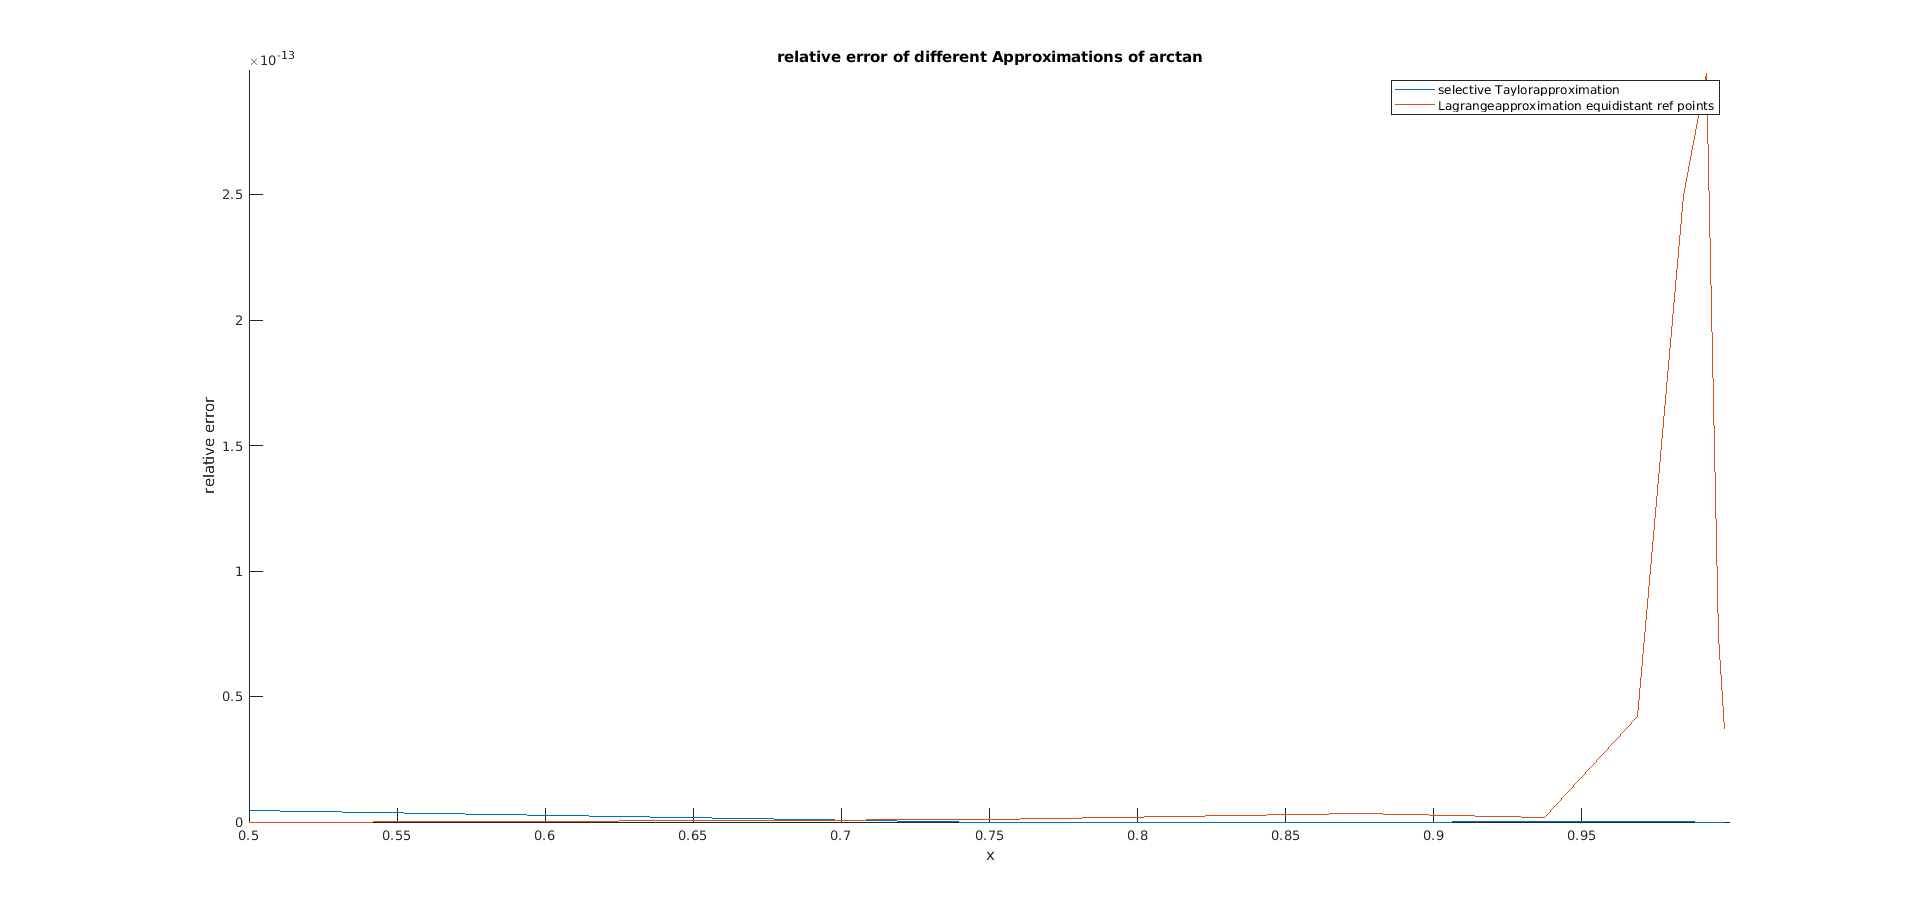 relative error of different Approximations of arctan
×10-13
selective Taylorapproximation
Lagrangeapproximation equidistant ref points
2.5
2
1.5
1
0.5
0
relative error
0.5 0.55 0.6 0.65 0.7 0.75 0.8 0.85 0.9 0.95
x